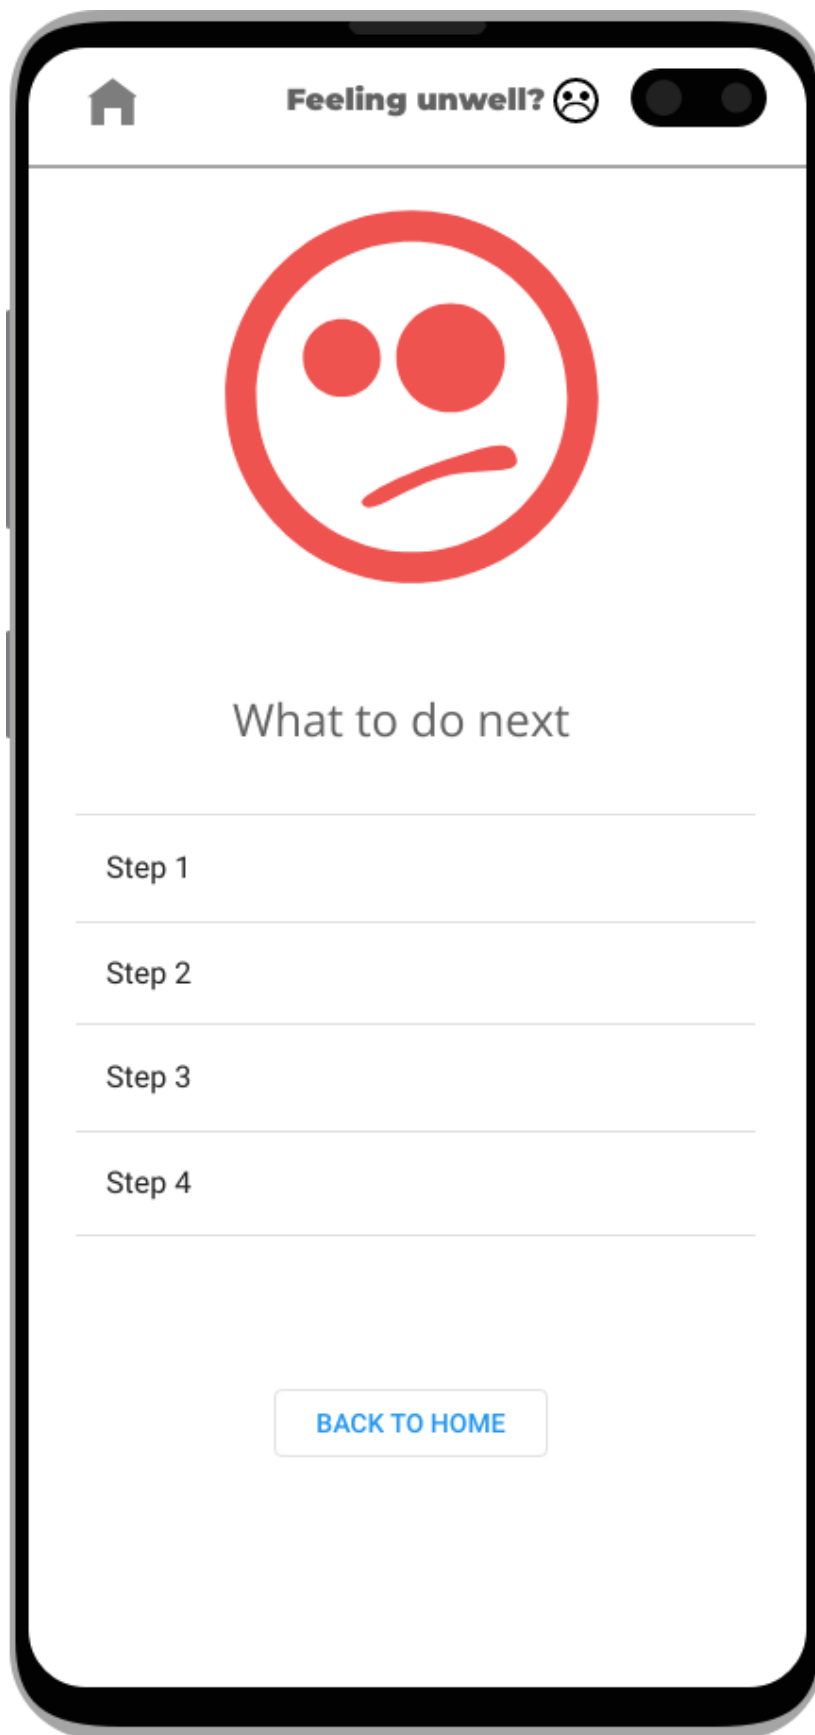 Feeling unwell?
What to do next
Step 1
Step 2
Step 3
Step 4
BACK TO HOME